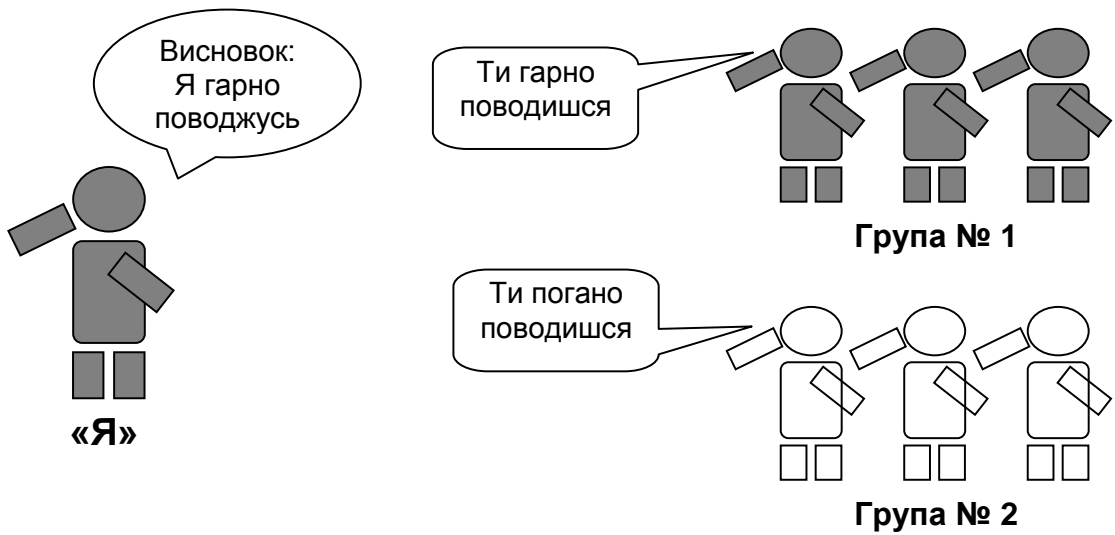 Висновок:
Я гарно
поводжусь
«Я»
Ти гарно
поводишся
Група № 1
Ти погано
поводишся
Група № 2